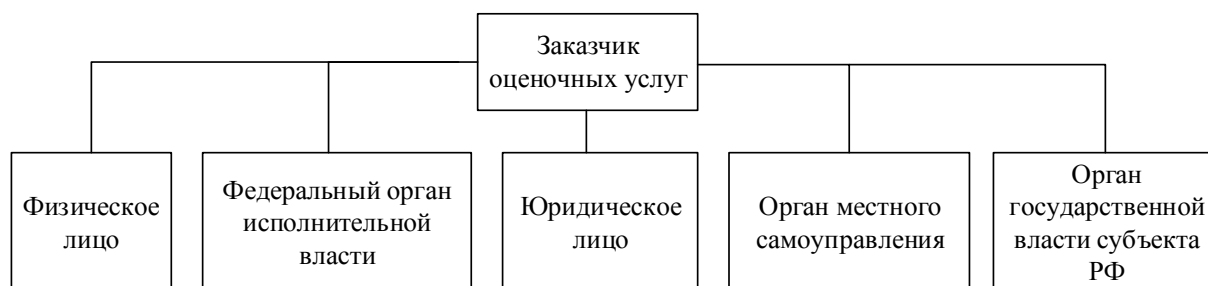 Заказчик
оценочных услуг
Физическое
лицо
Федеральный орган
исполнительной
власти
Юридическое
лицо
Орган местного
самоуправления
Орган
государственной
власти субъекта
РФ